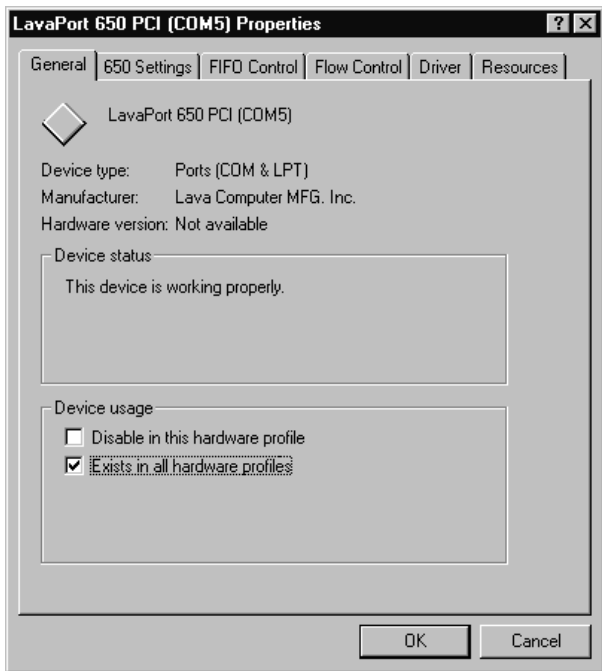 LavaPort 650 PCI (COM5) Properties
General 650 Settings FIFO Control Flow Control Driver Resources
LavaPort 650 PCI (COM5)
Device type: Ports (COM & LPT)
Manufacturer: Lava Computer MFG. Inc.
Hardware version: Not available
Device status
This device is working properly.
Device usage
Disable in this hardware profile
Exists in all hardware profiles
OK Cancel